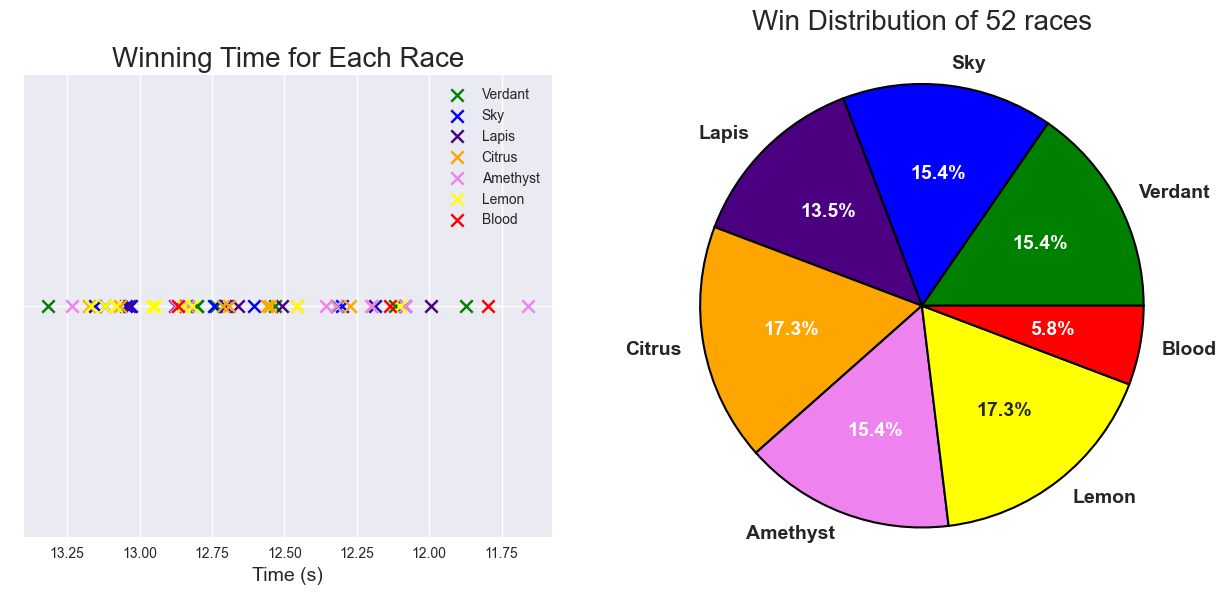 Winning Time for Each Race
Verdant
Sky
Lapis
Citrus
Amethyst
Lemon
Blood
13.25 13.00 12.75 12.50 12.25 12.00 11.75
Time (s)
Win Distribution of 52 races
Sky
Lapis
Verdant
15.4%
13.5%
15.4%
17.3%
5.8%
Citrus
Blood
17.3%
15.4%
Lemon
Amethyst